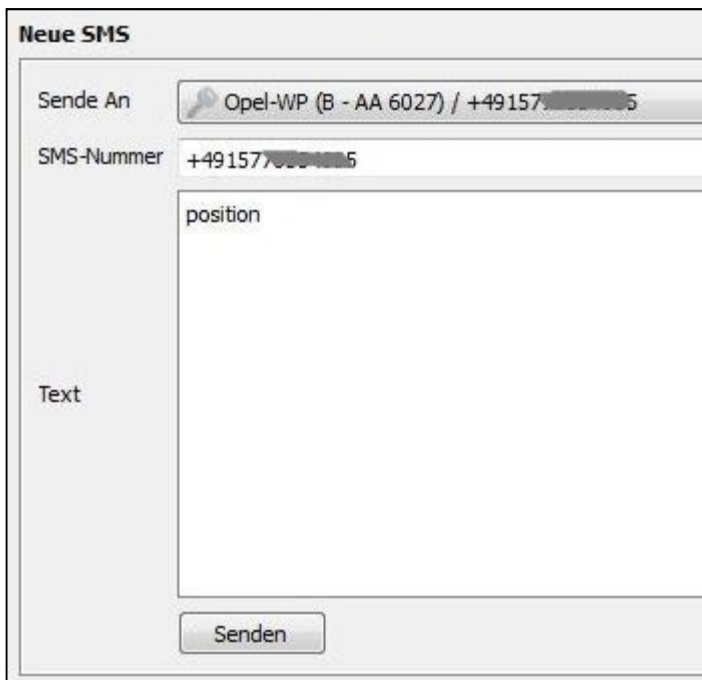 Neue SMS
Sende An
Opel-WP (B - AA 6027) / +49157
SMS-Nummer
+49157
position
Text
Senden